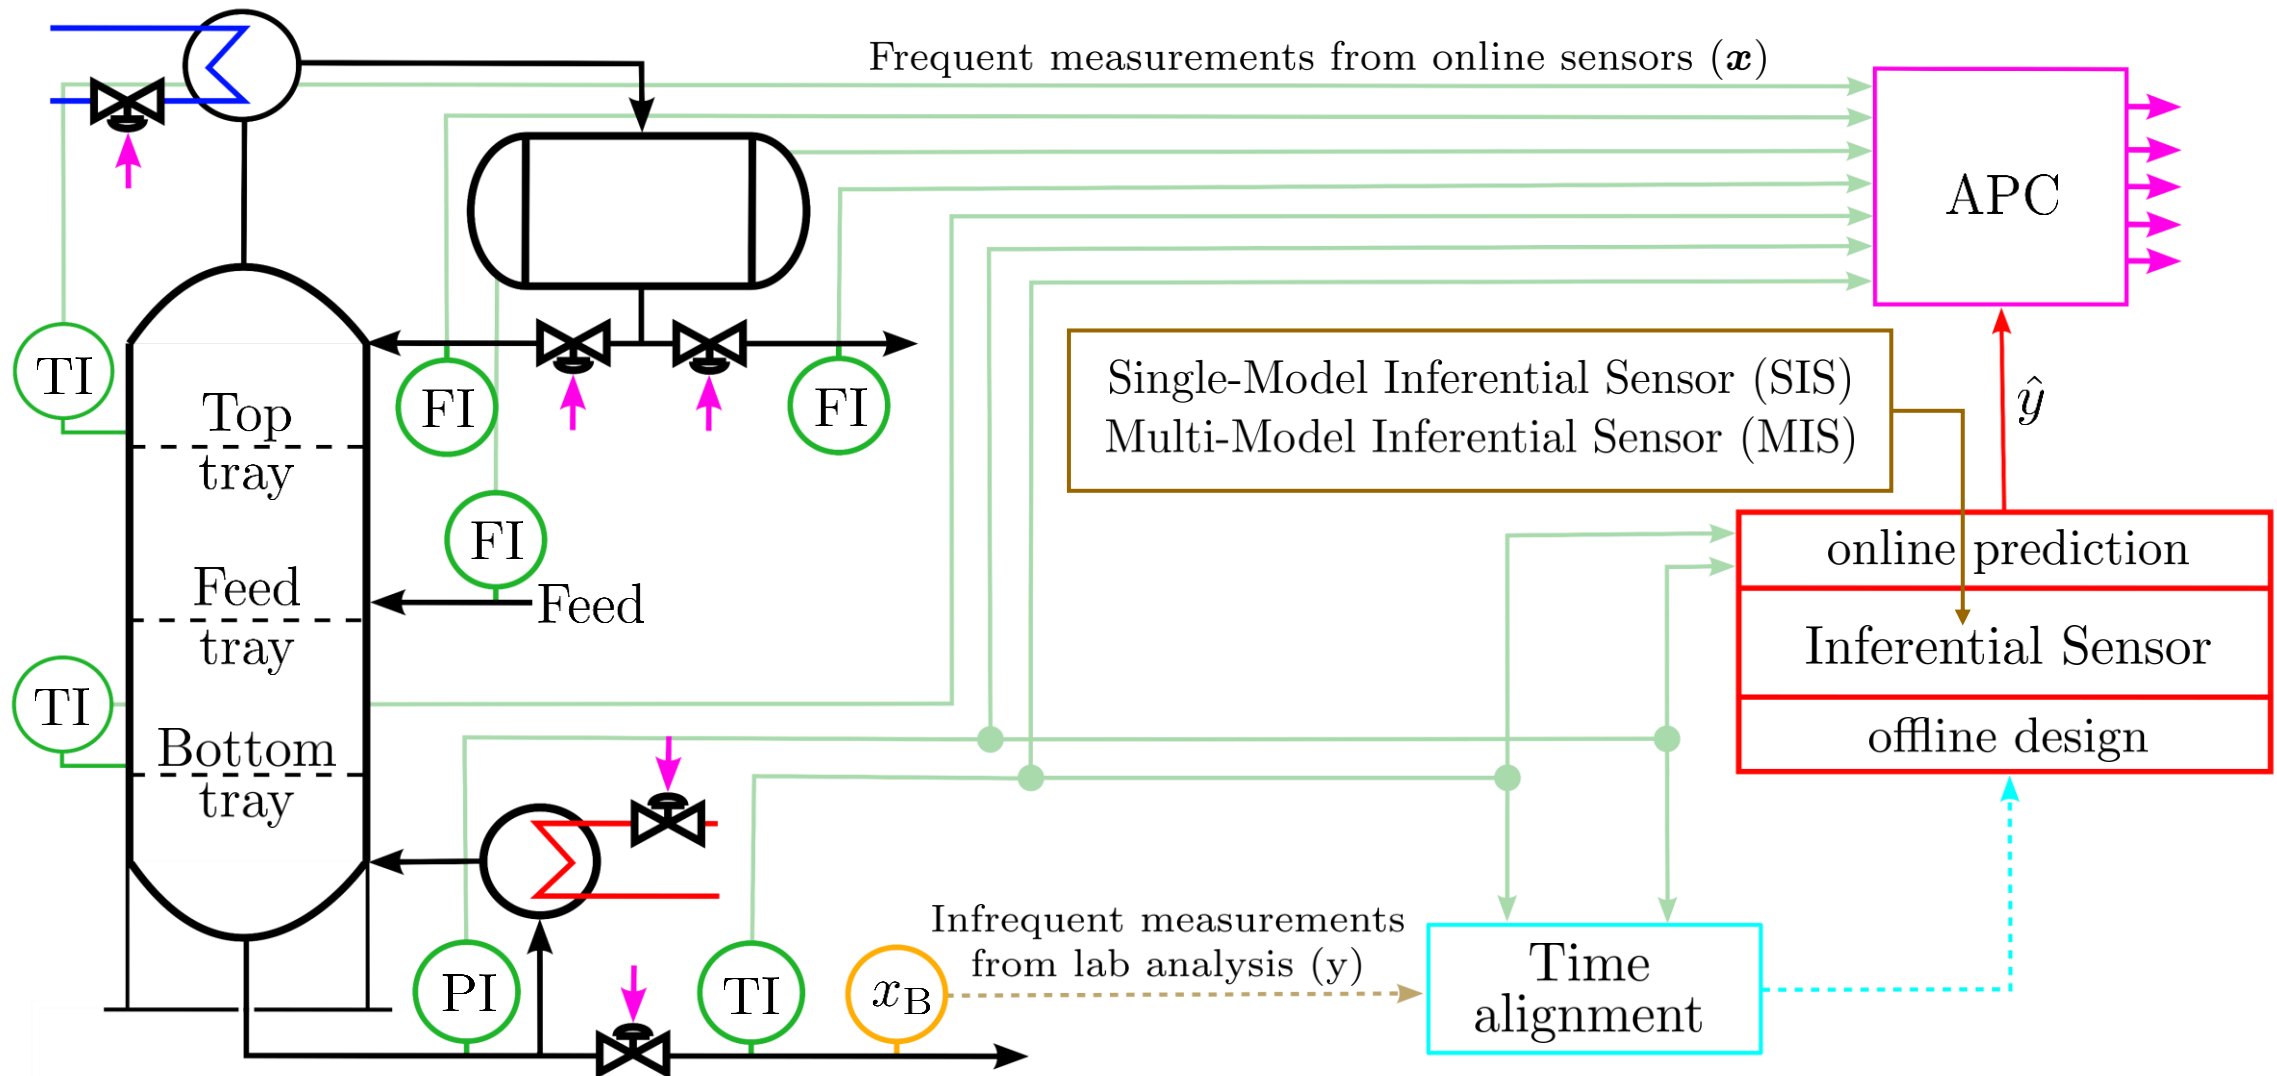 Frequent measurements from online sensors (x)
APC
TI
FI
FI
Top
tray
Single-Model Inferential Sensor (SIS)
Multi-Model Inferential Sensor (MIS)
ŷ
FI
Feed
tray
Feed
online prediction
Inferential Sensor
offline design
TI
Bottom
tray
Infrequent measurements
from lab analysis (y)
PI
TI
xB
Time
alignment